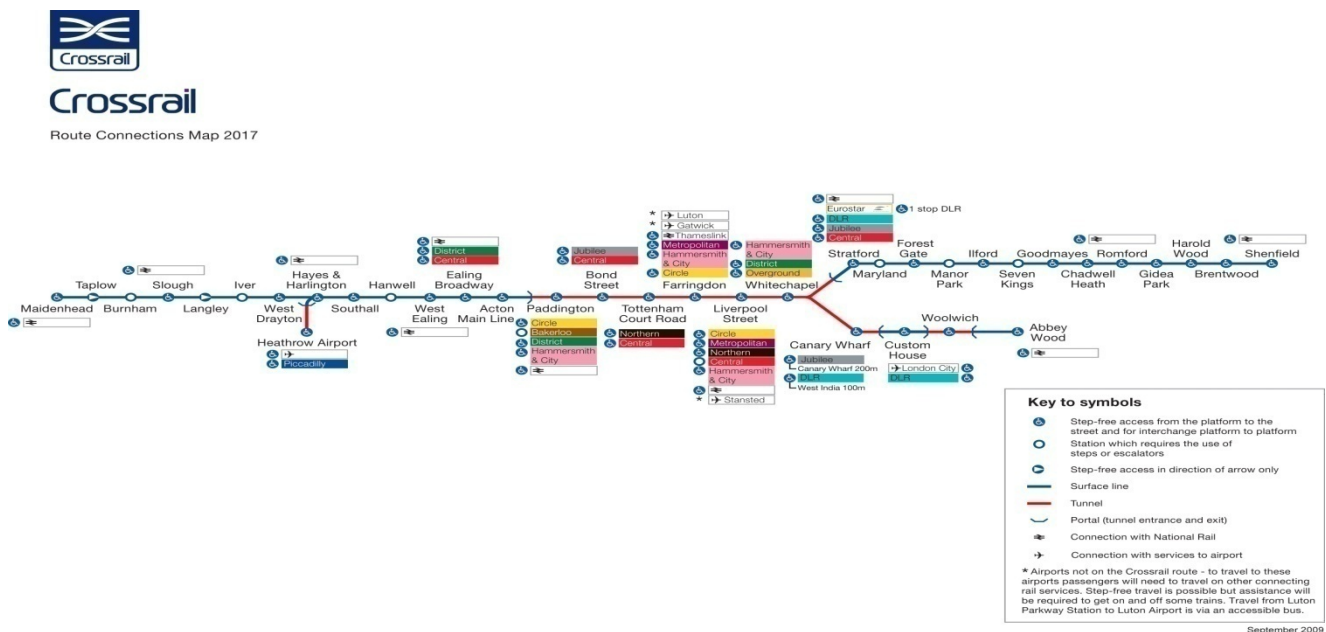 Crossrail
Crossrail
Route Connections Map 2017
* Luton
* Gatwick
Thameslink
Metropolitan
Hammersmith
& City
Circle
Hammersmith
& City
District
Overground
Eurostar
1 stop DLR
DLR
Jubilee
Central
District
Central
Jubilee
Central
Taplow
Slough
Iver
Hayes &
Harlington
Hanwell
Ealing
Broadway
Bond
Street
Farringdon
Whitechapel
Stratford
Forest
Gate
Ilford
Goodmayes
Romford
Harold
Wood
Shenfield
Maryland
Manor
Park
Seven
Kings
Chadwell
Heath
Gidea
Park
Brentwood
Maidenhead
Burnham
Langley
West
Drayton
Southall
West
Ealing
Acton
Main Line
Paddington
Tottenham
Court Road
Liverpool
Street
Canary Wharf
Custom
House
Woolwich
Abbey
Wood
Heathrow Airport
Piccadilly
Circle
Bakerloo
District
Hammersmith
& City
Northern
Central
Circle
Metropolitan
Northern
Central
Hammersmith
& City
* Stansted
Jubilee
Canary Wharf 200m
DLR
West India 100m
London City
DLR
Key to symbols
Step-free access from the platform to the
street and for interchange platform to platform
Station which requires the use of
steps or escalators
Step-free access in direction of arrow only
Surface line
Tunnel
Portal (tunnel entrance and exit)
Connection with National Rail
Connection with services to airport
* Airports not on the Crossrail route - to travel to these
airports passengers will need to travel on other connecting
rail services. Step-free travel is possible but assistance will
be required to get on and off some trains. Travel from Luton
Parkway Station to Luton Airport is via an accessible bus.
September 2009